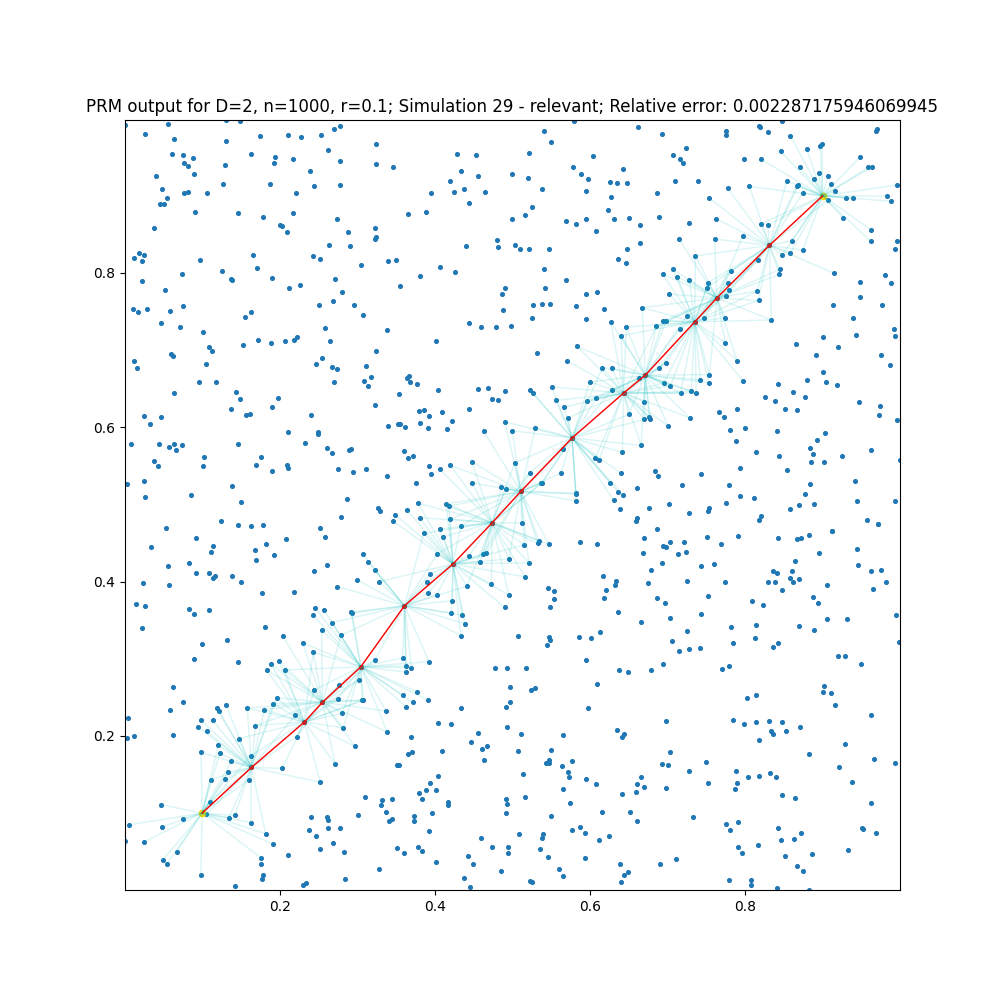 PRM output for D=2, n=1000, r=0.1; Simulation 29 - relevant; Relative error: 0.002287175946069945
0.8
0.6
0.4
0.2
0.2 0.4 0.6 0.8